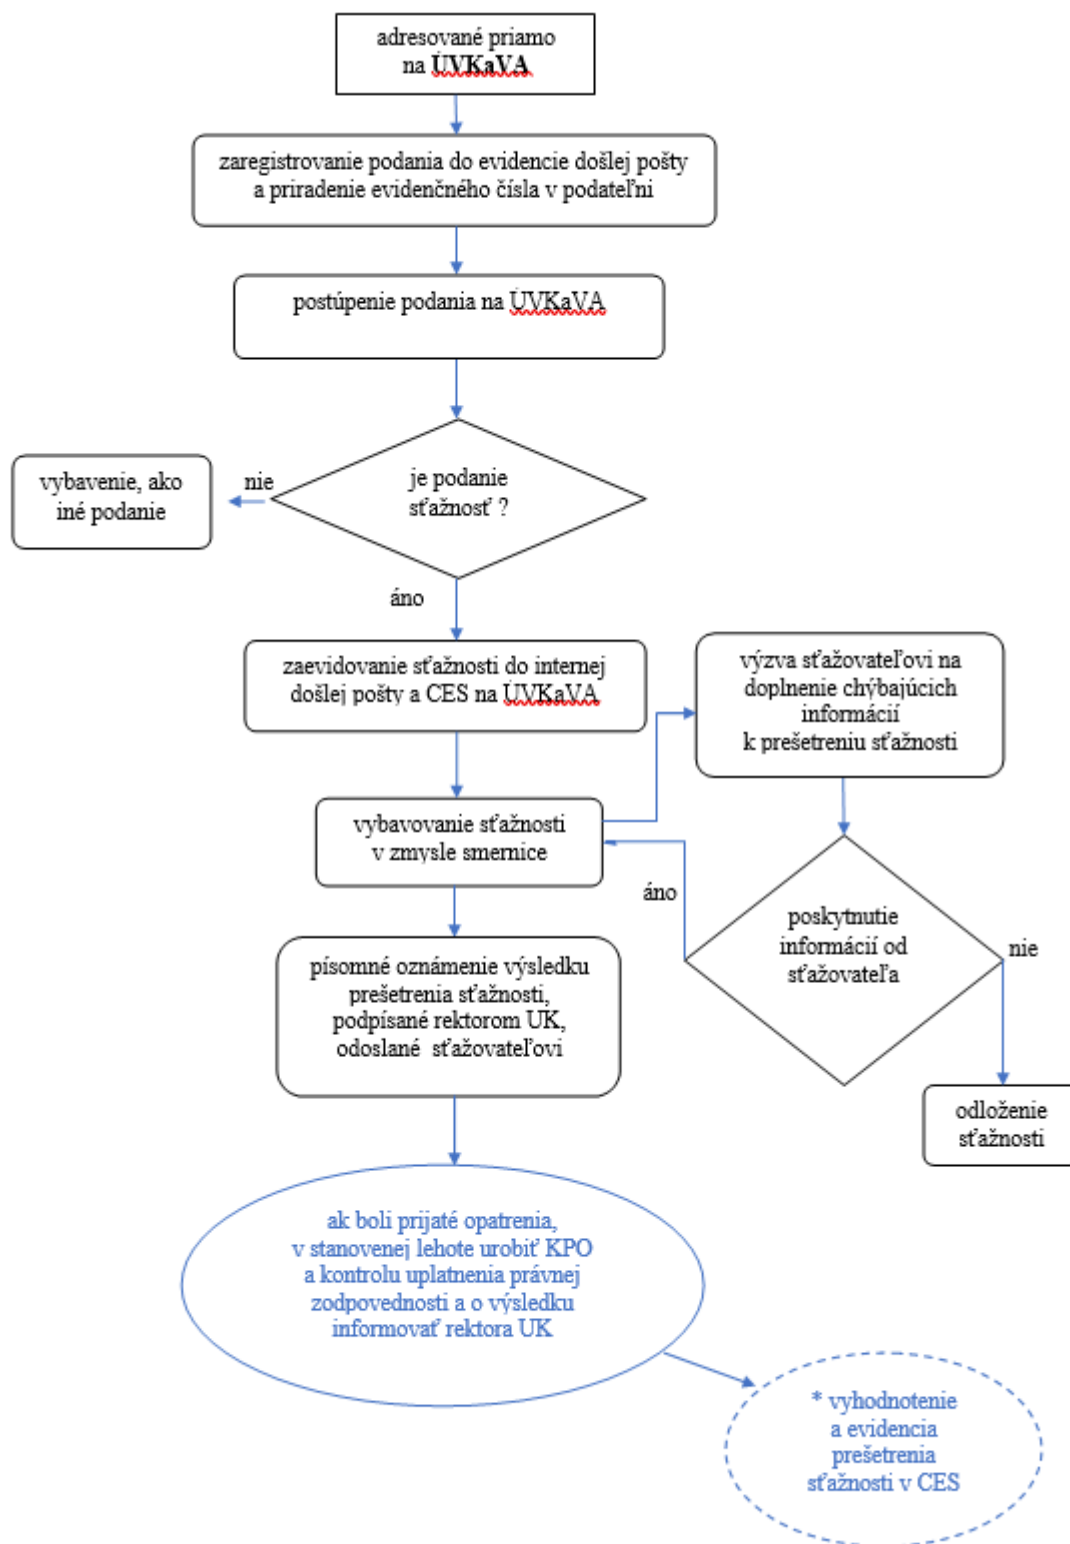 adresované priamo
na ÚVKaVA
zaregistrovanie podania do evidencie došlej pošty
a priradenie evidenčného čísla v podateľni
postúpenie podania na ÚVKaVA
je podanie
sťažnosť ?
nie
vybavenie, ako
iné podanie
áno
zaevidovanie sťažnosti do internej
došlej pošty a CES na ÚVKaVA
výzva sťažovateľovi na
doplnenie chýbajúcich
informácií
k prešetreniu sťažnosti
vybavovanie sťažnosti
v zmysle smernice
áno
poskytnutie
informácií od
sťažovateľa
nie
písomné oznámenie výsledku
prešetrenia sťažnosti,
podpísané rektorom UK,
odoslané sťažovateľovi
odloženie
sťažnosti
ak boli prijaté opatrenia,
v stanovenej lehote urobiť KPO
a kontrolu uplatnenia právnej
zodpovednosti a o výsledku
informovať rektora UK
* vyhodnotenie
a evidencia
prešetrenia
sťažnosti v CES